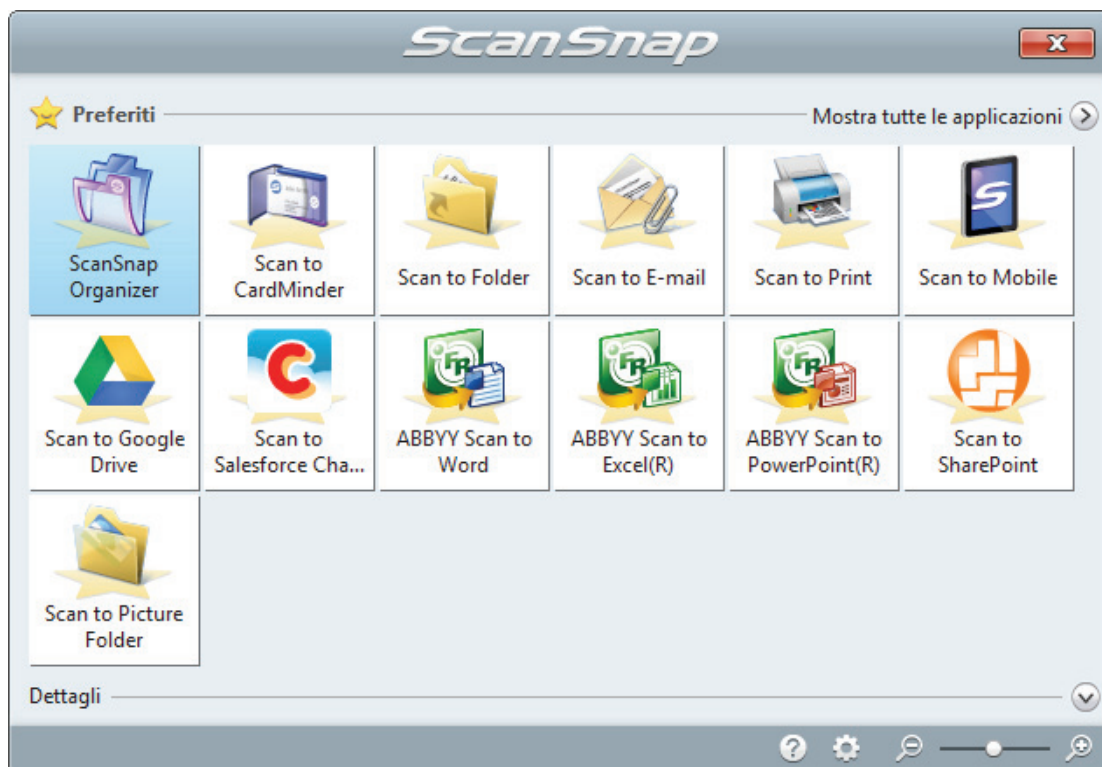 ScanSnap
Preferiti
Mostra tutte le applicazioni
ScanSnap
Organizer
Scan to
CardMinder
Scan to Folder
Scan to E-mail
Scan to Print
Scan to Mobile
Scan to Google
Drive
Scan to
Salesforce Cha...
ABBYY Scan to
Word
ABBYY Scan to
Excel(R)
ABBYY Scan to
PowerPoint(R)
Scan to
SharePoint
Scan to Picture
Folder
Dettagli